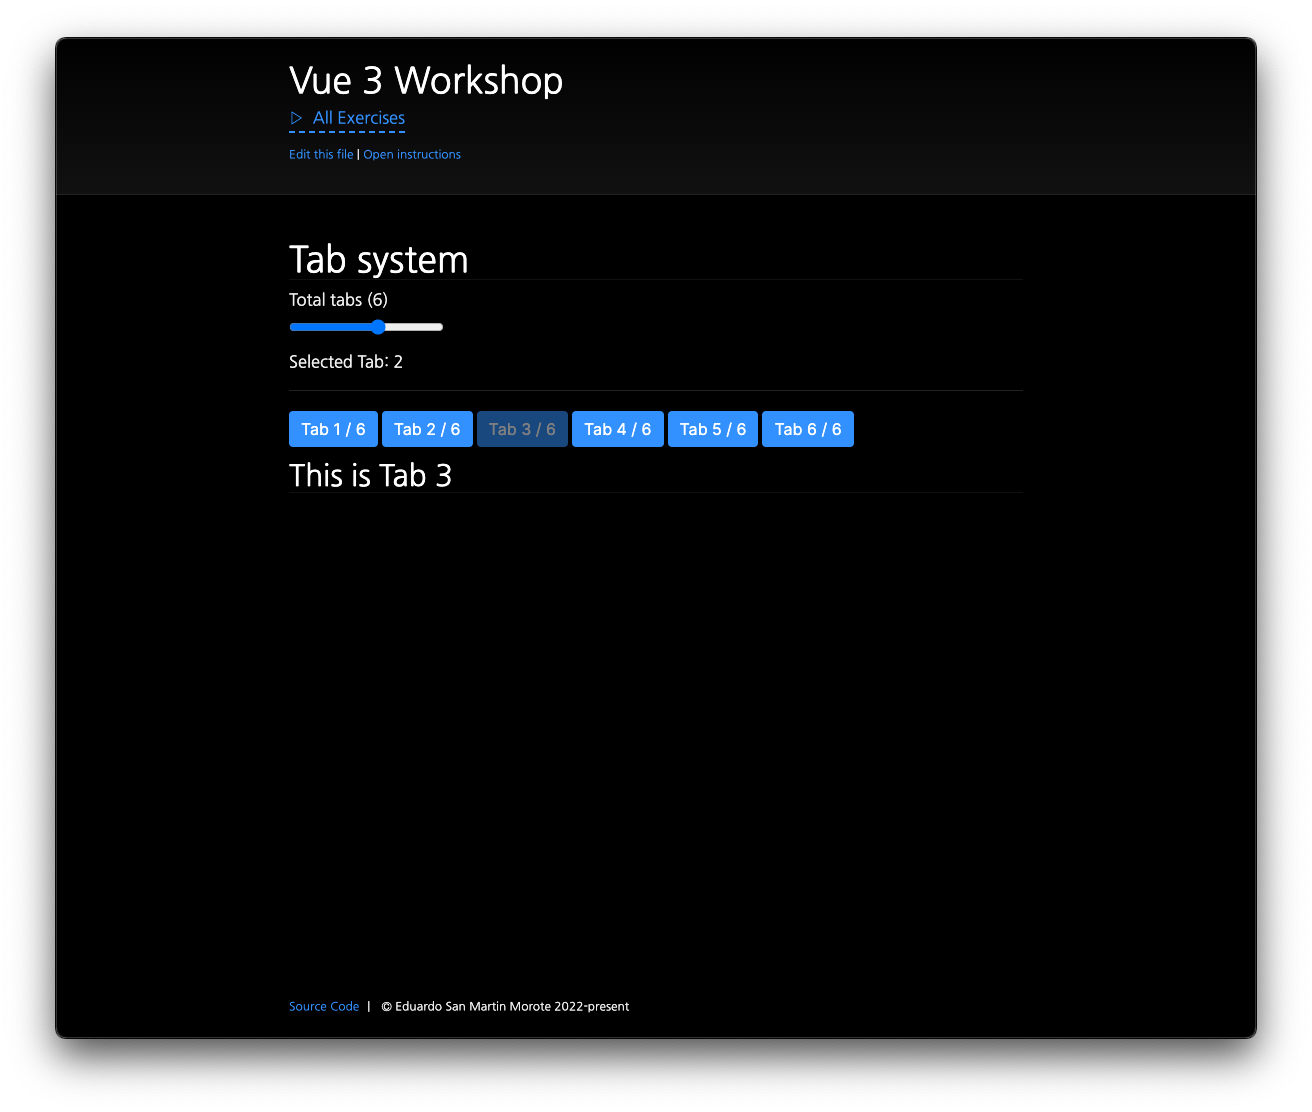 Vue 3 Workshop
▷ All Exercises
Edit this file | Open instructions
Tab system
Total tabs (6)
Selected Tab: 2
Tab 1 / 6 Tab 2 / 6 Tab 3 / 6 Tab 4 / 6 Tab 5 / 6 Tab 6 / 6
This is Tab 3
Source Code | © Eduardo San Martin Morote 2022-present